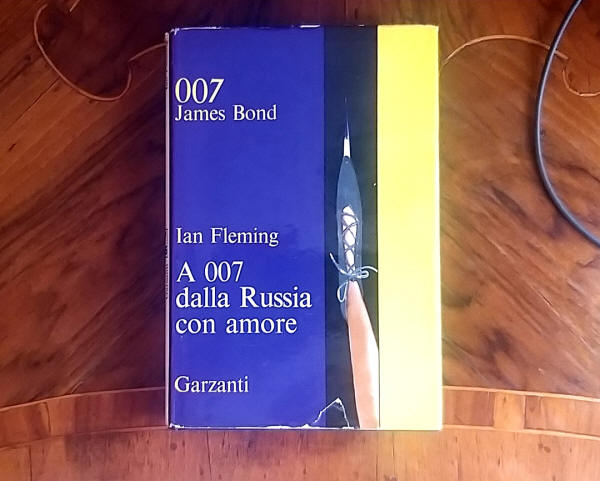 007
James Bond
Ian Fleming
A 007
dalla Russia
con amore
Garzanti